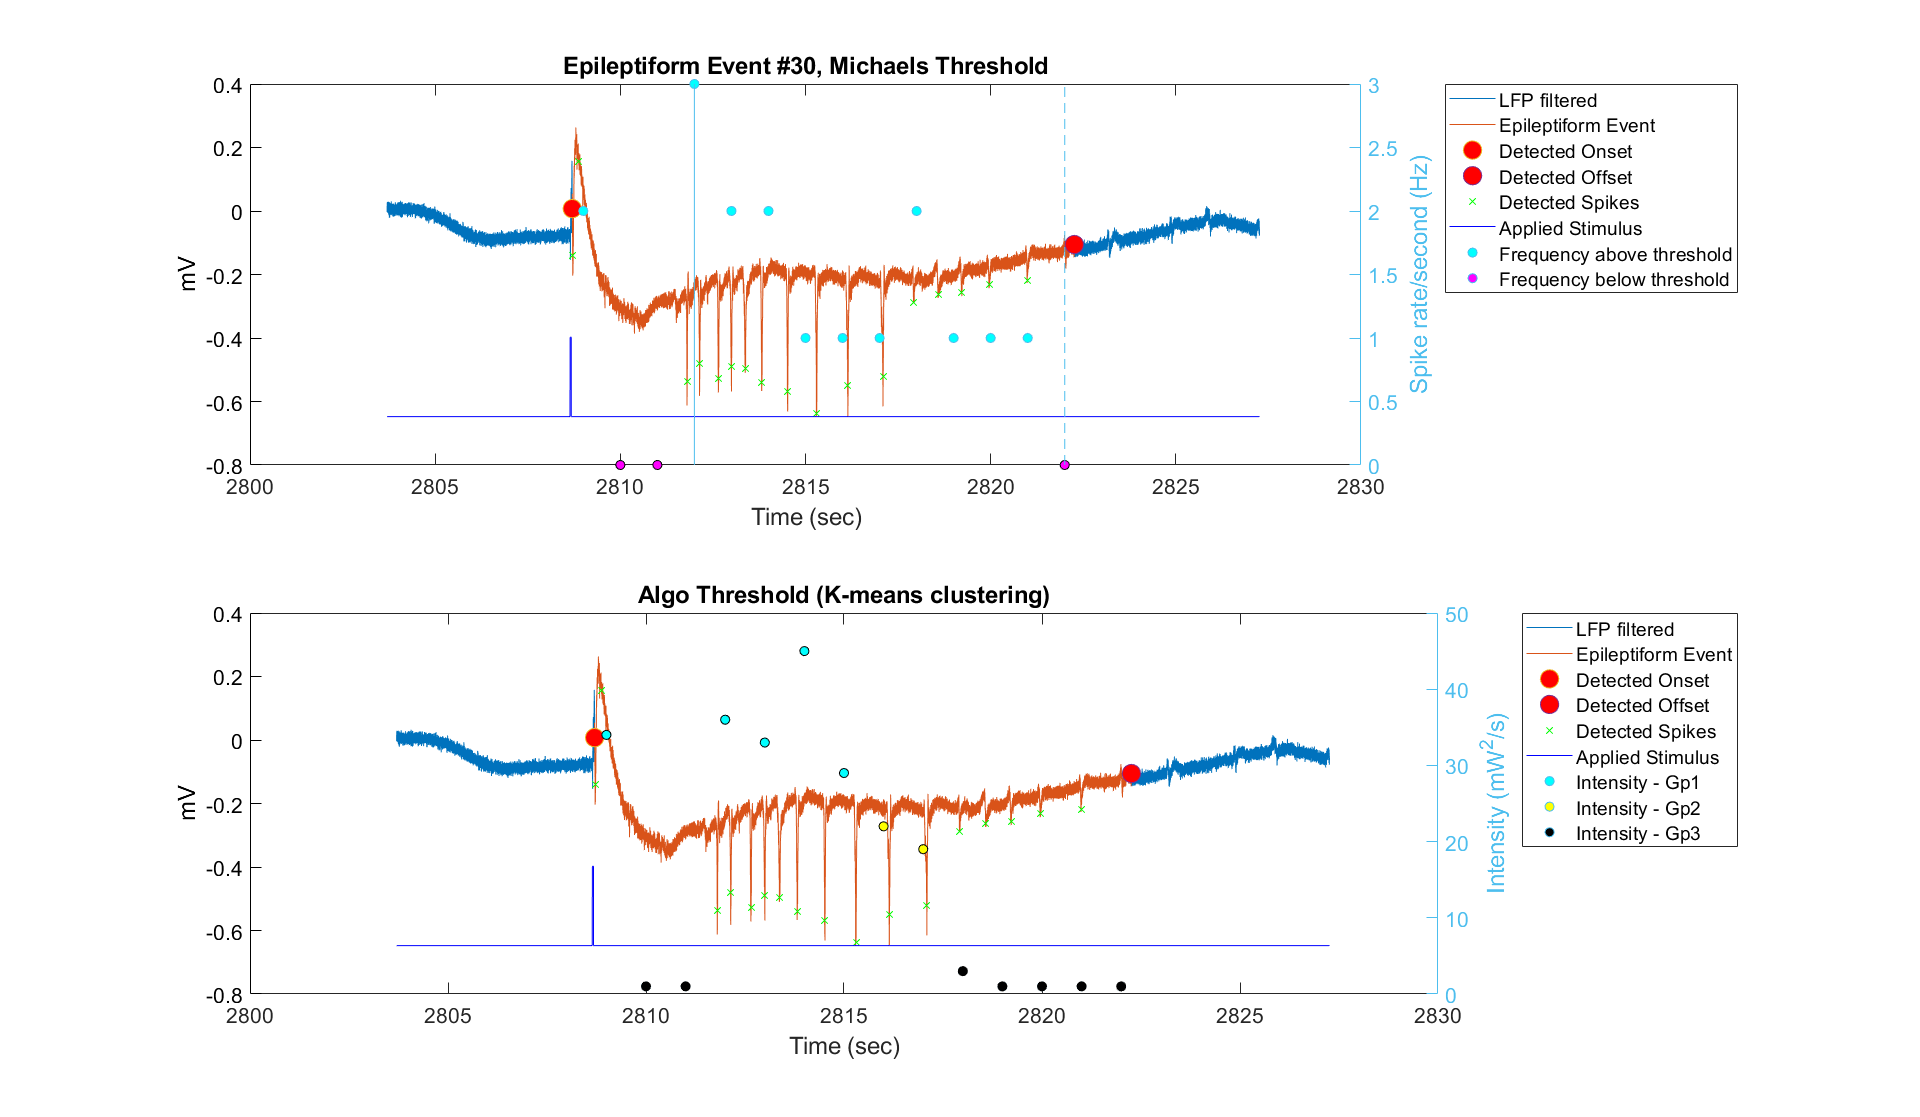 Epileptiform Event #30, Michaels Threshold
0.4
0.2
0
-0.2
-0.4
-0.6
-0.8
mV
2800
2805
2810
2815
2820
2825
2830
Time (sec)
3
2.5
2
1.5
1
0.5
0
Spike rate/second (Hz)
LFP filtered
Epileptiform Event
Detected Onset
Detected Offset
Detected Spikes
Applied Stimulus
Frequency above threshold
Frequency below threshold
Algo Threshold (K-means clustering)
0.4
0.2
0
-0.2
-0.4
-0.6
-0.8
mV
2800
2805
2810
2815
2820
2825
2830
Time (sec)
50
40
30
20
10
0
Intensity (mW²/s)
LFP filtered
Epileptiform Event
Detected Onset
Detected Offset
Detected Spikes
Applied Stimulus
Intensity - Gp1
Intensity - Gp2
Intensity - Gp3